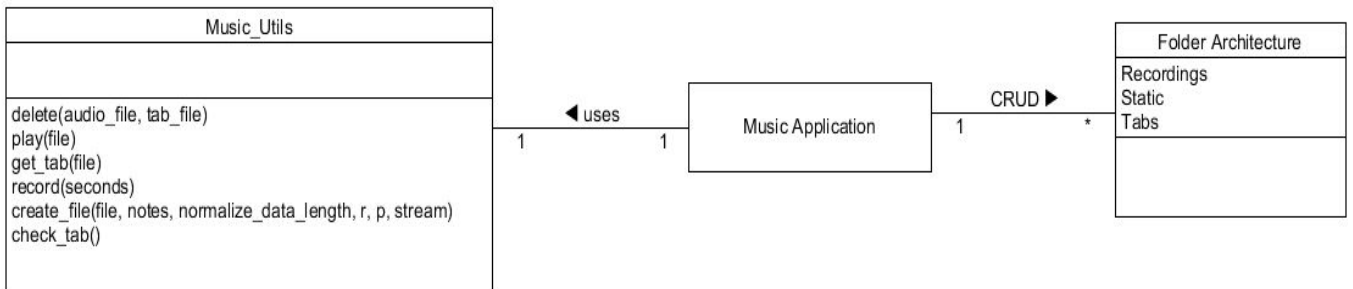 Music_Utils
delete(audio_file, tab_file)
play(file)
get_tab(file)
record(seconds)
create_file(file, notes, normalize_data_length, r, p, stream)
check_tab()
◀ uses
1
1
Music Application
CRUD ▶
1
*
Folder Architecture
Recordings
Static
Tabs